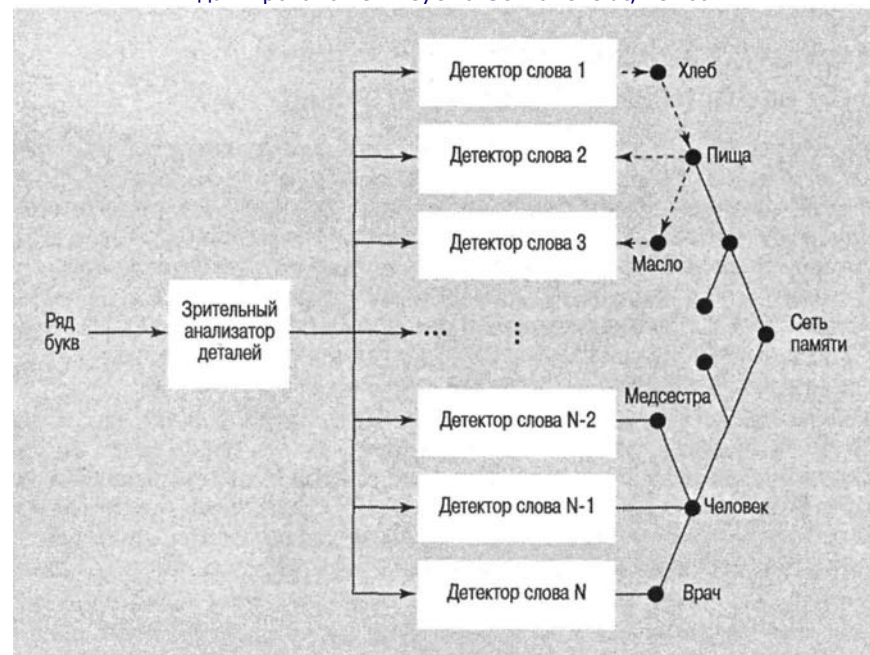 Детектор слова 1
Хлеб
Детектор слова 2
Пища
Детектор слова 3
Масло
Ряд
букв
Зрительный
анализатор
деталей
... ⋮
Сеть
памяти
Медсестра
Детектор слова N-2
Детектор слова N-1
Человек
Детектор слова N
Врач